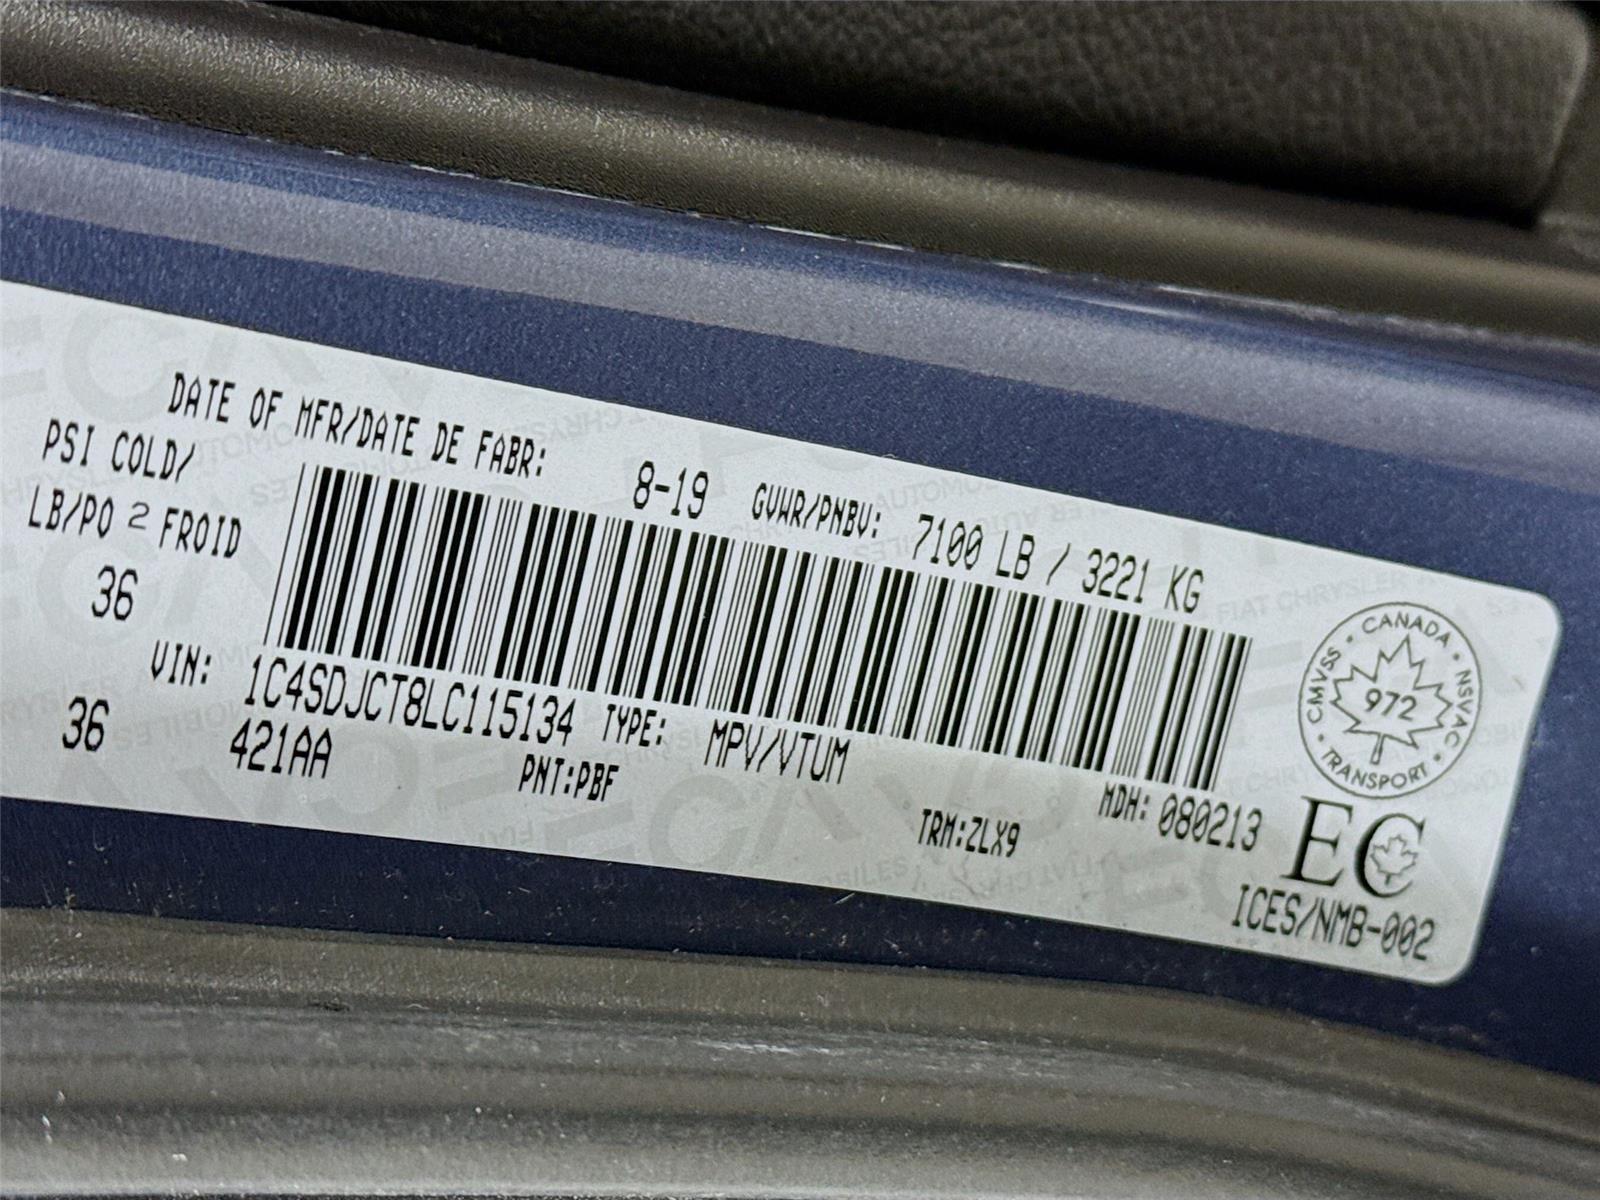 DATE OF MFR/DATE DE FABR: 8-19 GVWR/PNBV: 7100 LB / 3221 KG
PSI COLD/
LB/PO 2 FROID
36
36
VIN: 1C4SDJCT8LC115134 TYPE: MPV/VTUM
421AA PNT:PBF TRM:ZLX9 MDH: 080213
CANADA
CMVSS
972
NSVAC
TRANSPORT
EC
ICES/NMB-002